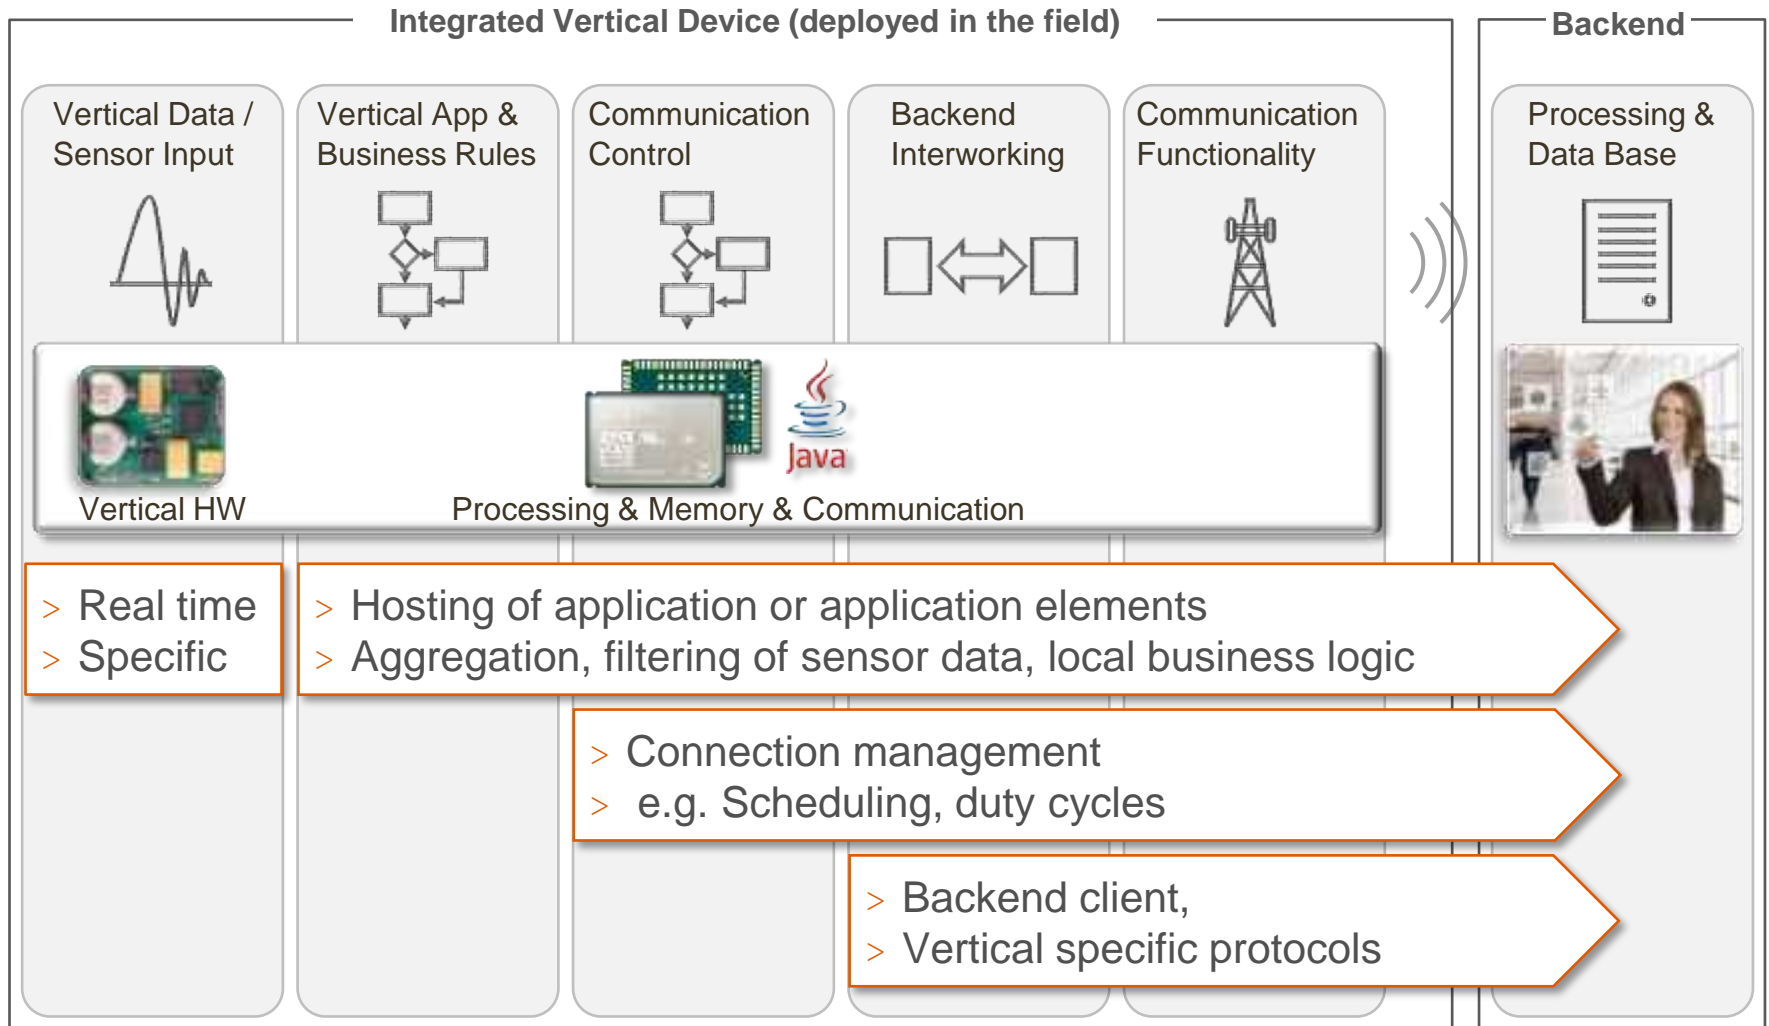 Integrated Vertical Device (deployed in the field)
Backend
Vertical Data /
Sensor Input
Vertical App &
Business Rules
Communication
Control
Backend
Interworking
Communication
Functionality
Processing &
Data Base
Java
Vertical HW
Processing & Memory & Communication
> Real time
> Specific
> Hosting of application or application elements
> Aggregation, filtering of sensor data, local business logic
> Connection management
> e.g. Scheduling, duty cycles
> Backend client,
> Vertical specific protocols